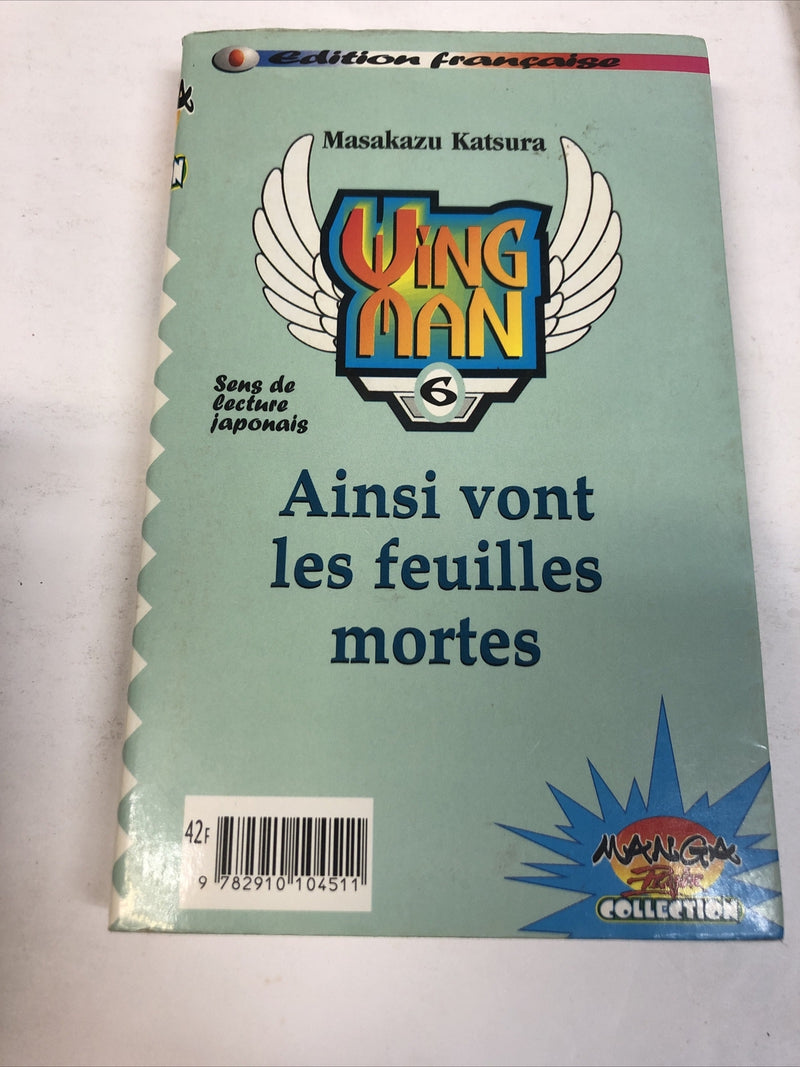 Edition française
Masakazu Katsura
WiNG
MAN
6
Sens de
lecture
japonais
Ainsi vont
les feuilles
mortes
42F
9 782910 104511
MANGA
Player
COLLECTION